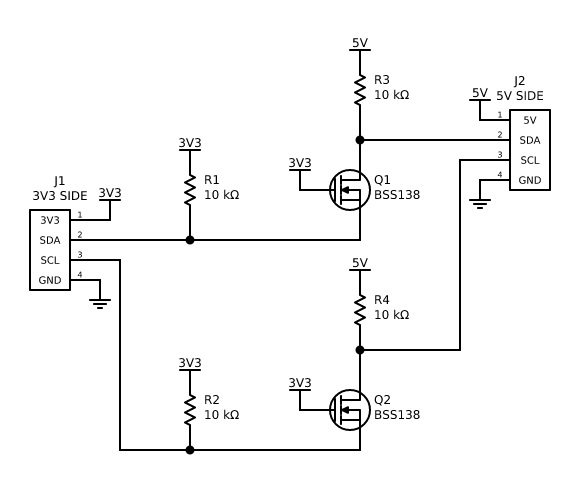 5V
R3
10 kΩ
J2
5V SIDE
5V
1
5V
2
SDA
3
SCL
4
GND
3V3
R1
10 kΩ
3V3
Q1
BSS138
J1
3V3 SIDE
3V3
3V3
1
SDA
2
SCL
3
GND
4
5V
R4
10 kΩ
3V3
R2
10 kΩ
3V3
Q2
BSS138